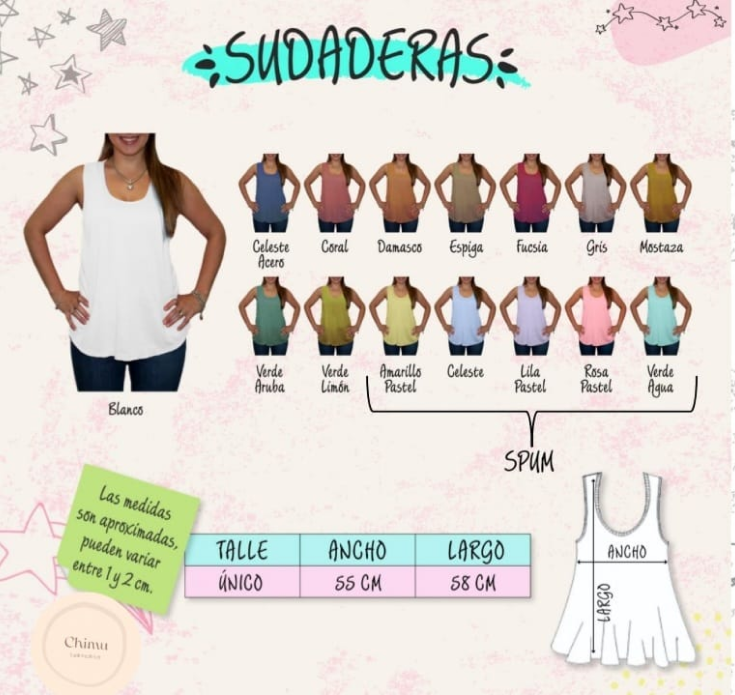 SUDADERAS
Celeste
Acero
Coral
Damasco
Espiga
Fucsia
Gris
Mostaza
Verde
Aruba
Verde
Limón
Amarillo
Pastel
Celeste
Lila
Pastel
Rosa
Pastel
Verde
Agua
Blanco
SPUM
Las medidas
son aproximadas,
pueden variar
entre 1 y 2 cm.
TALLE ANCHO LARGO
ÚNICO 55 CM 58 CM
ANCHO
LARGO
Chimu